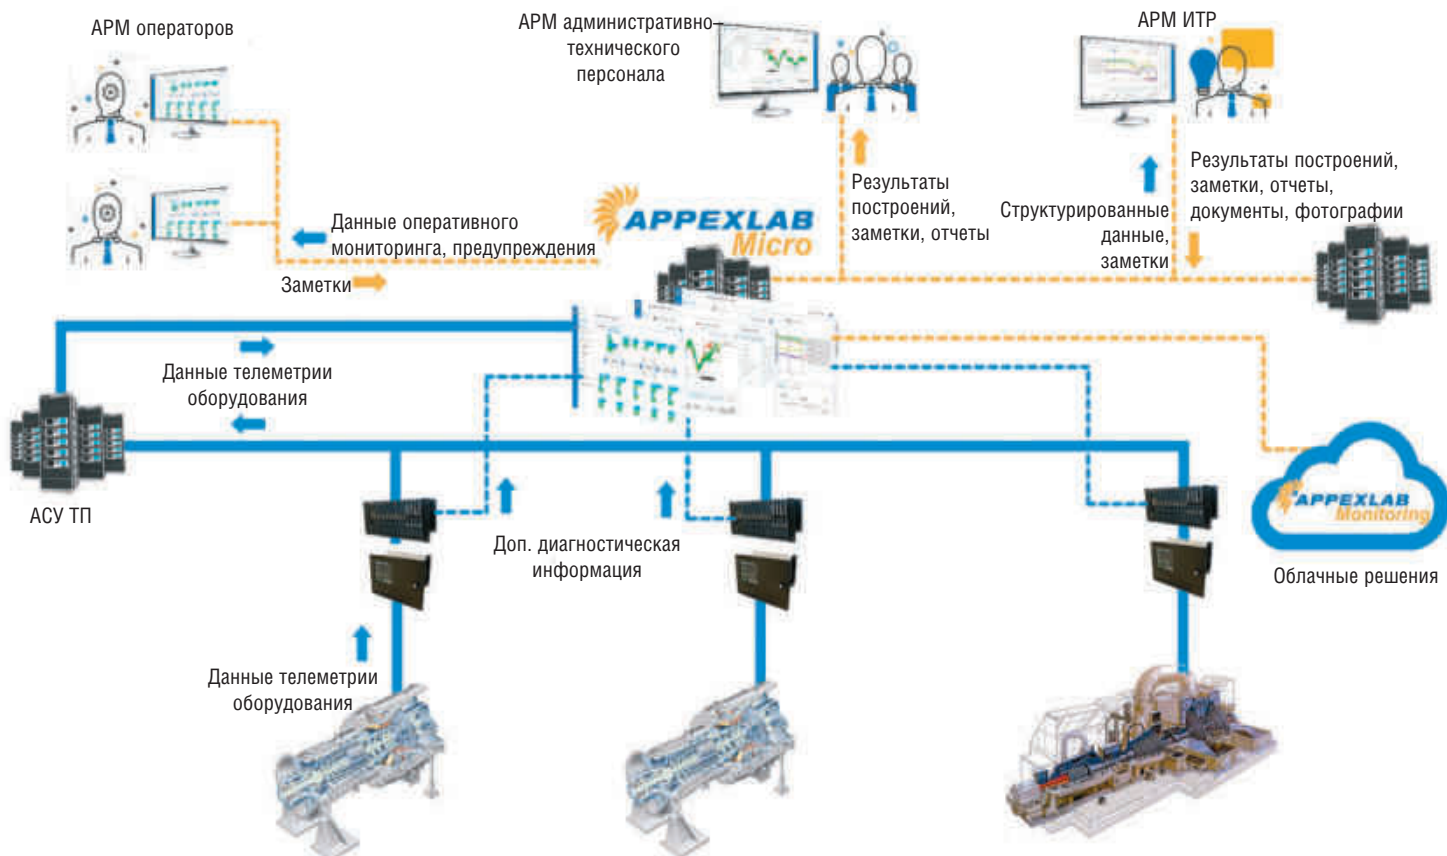 АРМ операторов
АРМ административно–
технического
персонала
АРМ ИТР
Данные оперативного
мониторинга, предупреждения
Заметки
APPEXLAB
Micro
Результаты
построений,
заметки, отчеты
Структурированные
данные,
заметки
Результаты построений,
заметки, отчеты,
документы, фотографии
Данные телеметрии
оборудования
АСУ ТП
Доп. диагностическая
информация
APPEXLAB
Monitoring
Облачные решения
Данные телеметрии
оборудования